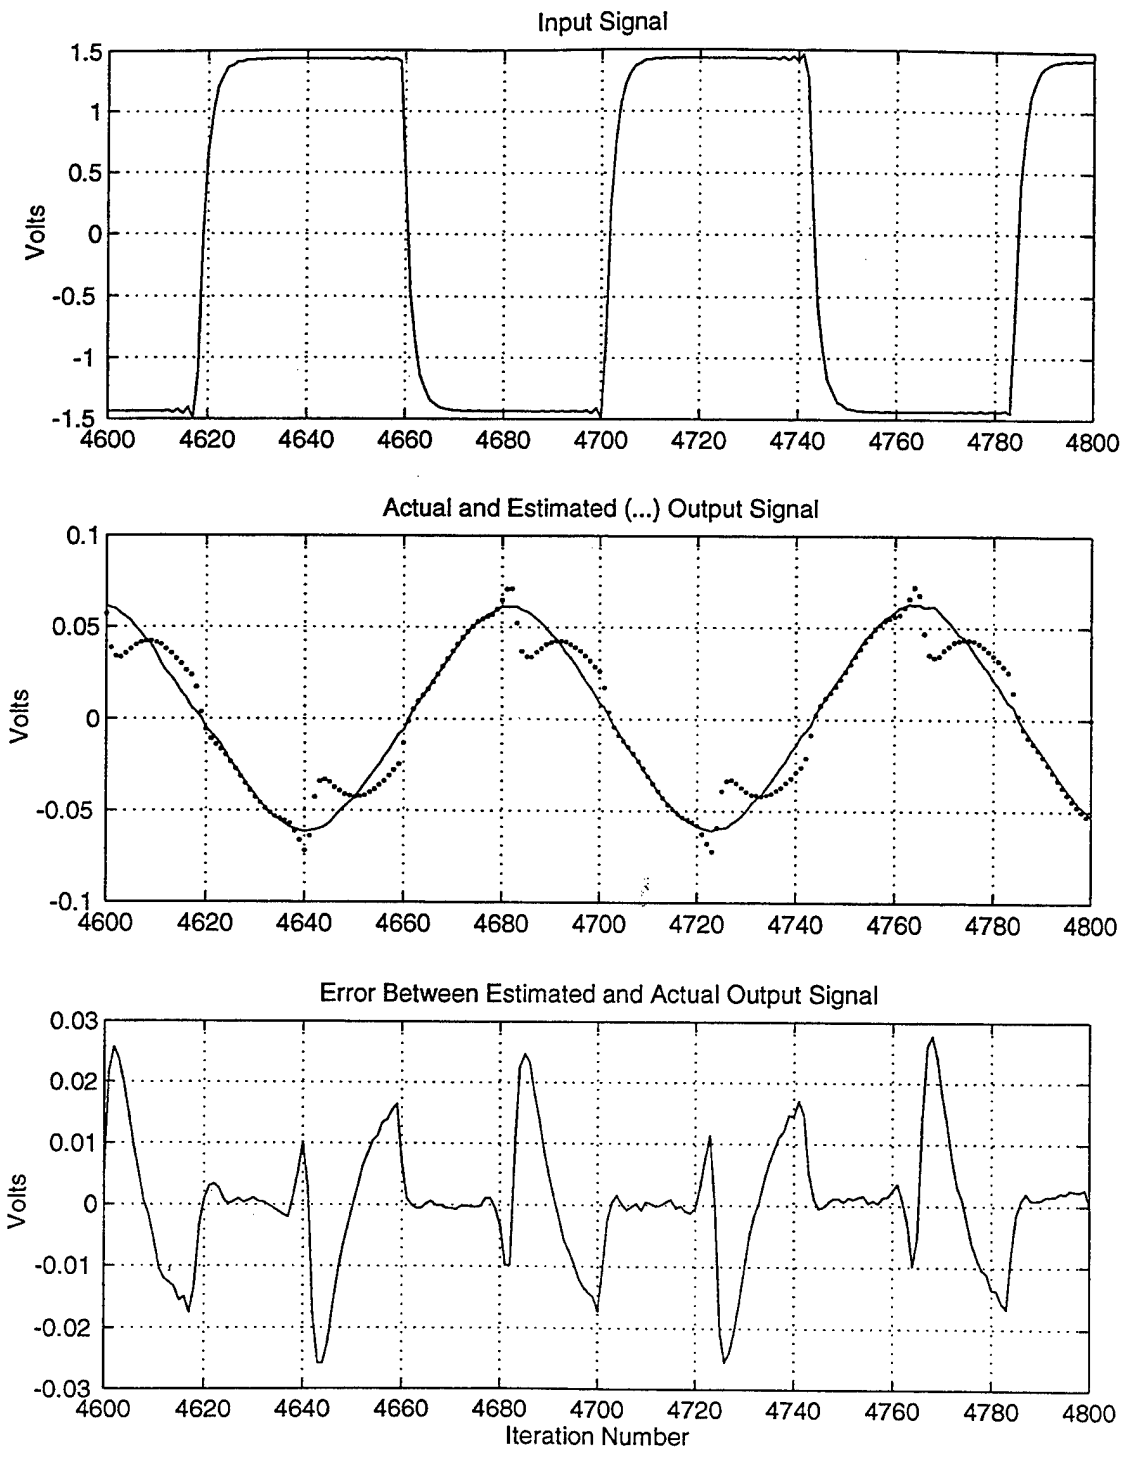 Input Signal
1.5
1
0.5
0
-0.5
-1
-1.5
Volts
4600 4620 4640 4660 4680 4700 4720 4740 4760 4780 4800
Actual and Estimated (...) Output Signal
0.1
0.05
0
-0.05
-0.1
Volts
4600 4620 4640 4660 4680 4700 4720 4740 4760 4780 4800
Error Between Estimated and Actual Output Signal
0.03
0.02
0.01
0
-0.01
-0.02
-0.03
Volts
4600 4620 4640 4660 4680 4700 4720 4740 4760 4780 4800
Iteration Number